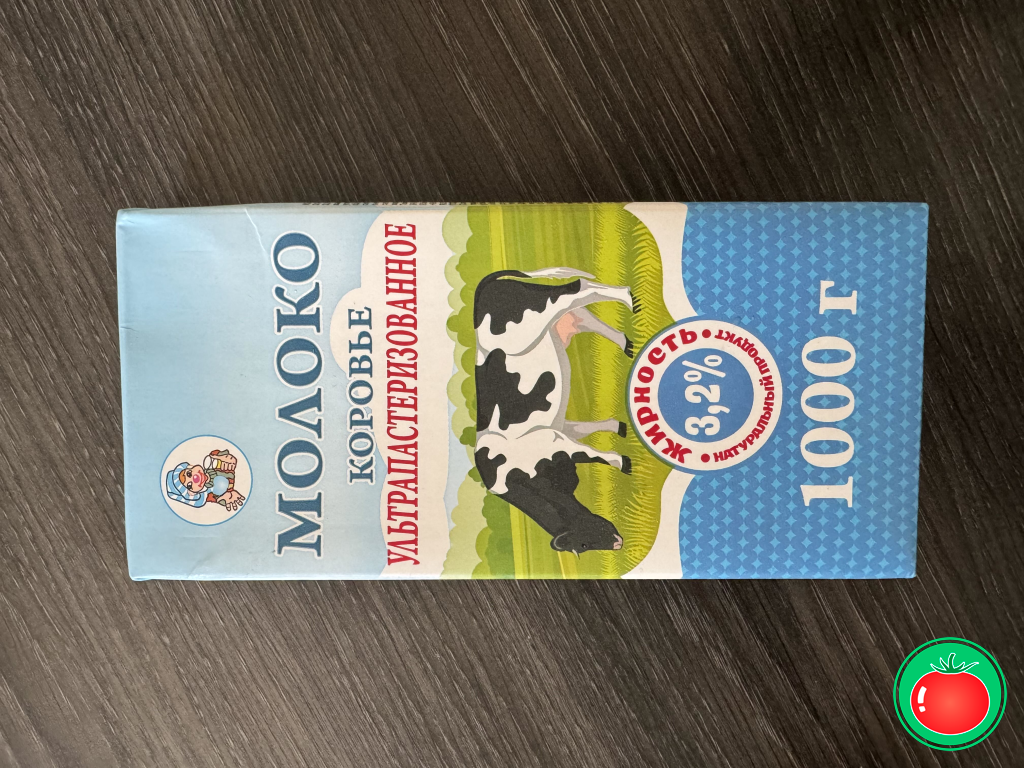 МОЛОКО
КОРОВЬЕ
УЛЬТРАПАСТЕРИЗОВАННОЕ
Жирность
3,2%
НАТУРАЛЬНЫЙ ПРОДУКТ
1000 г